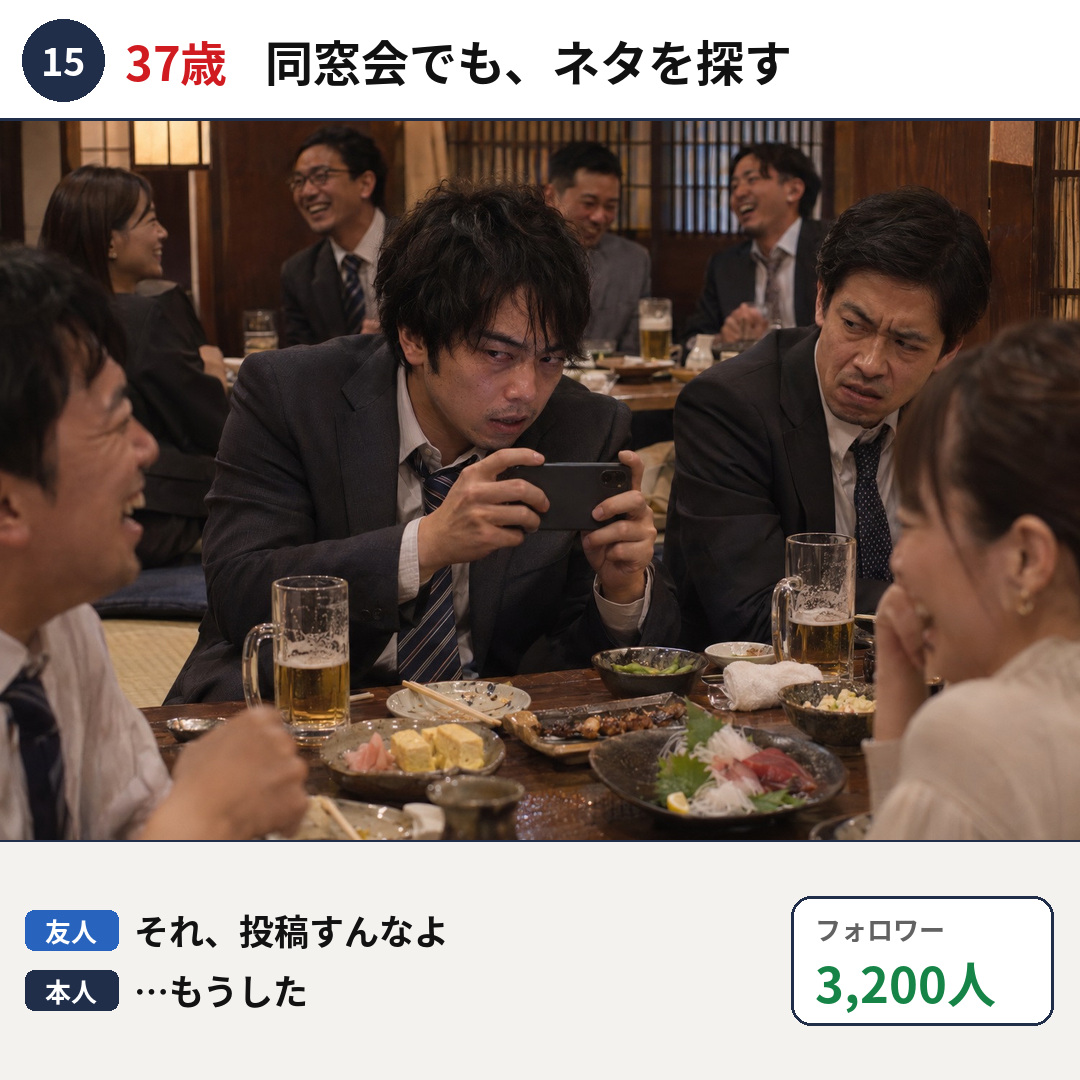 15 37歳 同窓会でも、ネタを探す
友人 それ、投稿すんなよ
本人 …もうした
フォロワー
3,200人